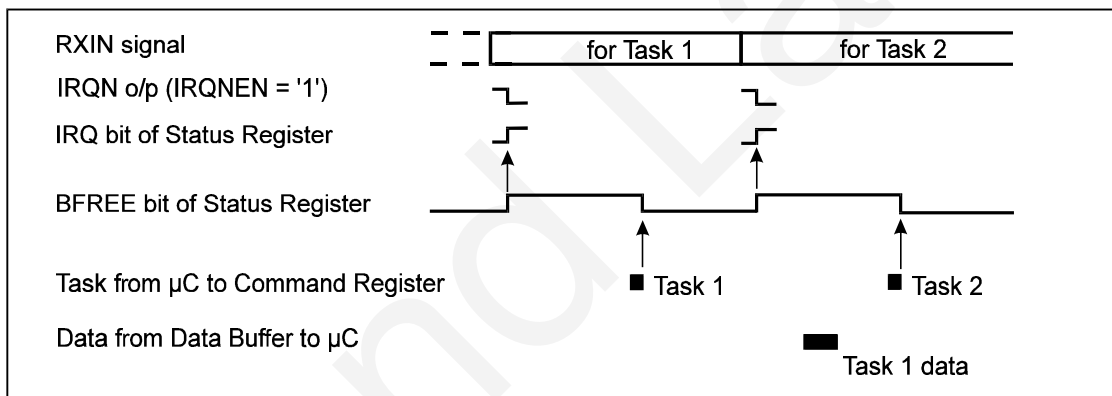 RXIN signal
for Task 1
for Task 2
IRQN o/p (IRQNEN = '1')
IRQ bit of Status Register
BFREE bit of Status Register
Task from µC to Command Register
Task 1
Task 2
Data from Data Buffer to µC
Task 1 data